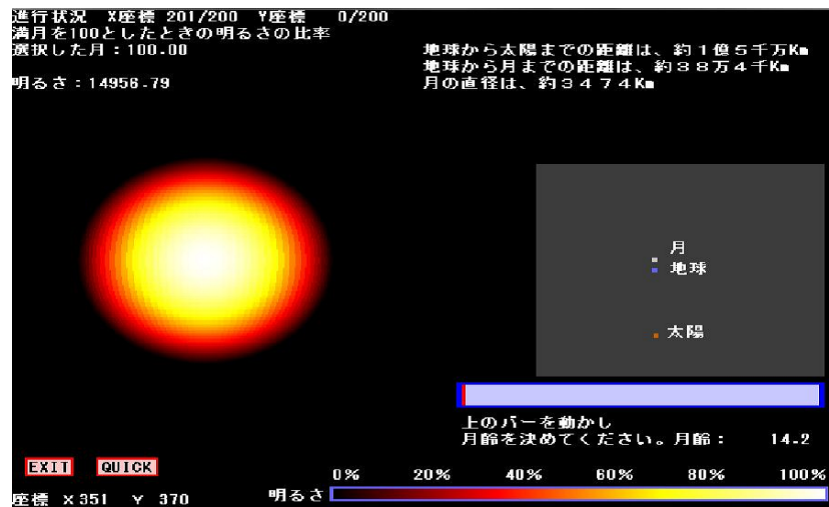 進行状況 X座標 201/200 Y座標 0/200
満月を100としたときの明るさの比率
選択した月：100.00
明るさ：14956.79
地球から太陽までの距離は、約１億５千万Km
地球から月までの距離は、約３８万４千Km
月の直径は、約３４７４Km
月
地球
太陽
上のバーを動かし
月齢を決めてください。月齢： 14.2
EXIT QUICK
0% 20% 40% 60% 80% 100%
明るさ
座標 X 351 Y 370